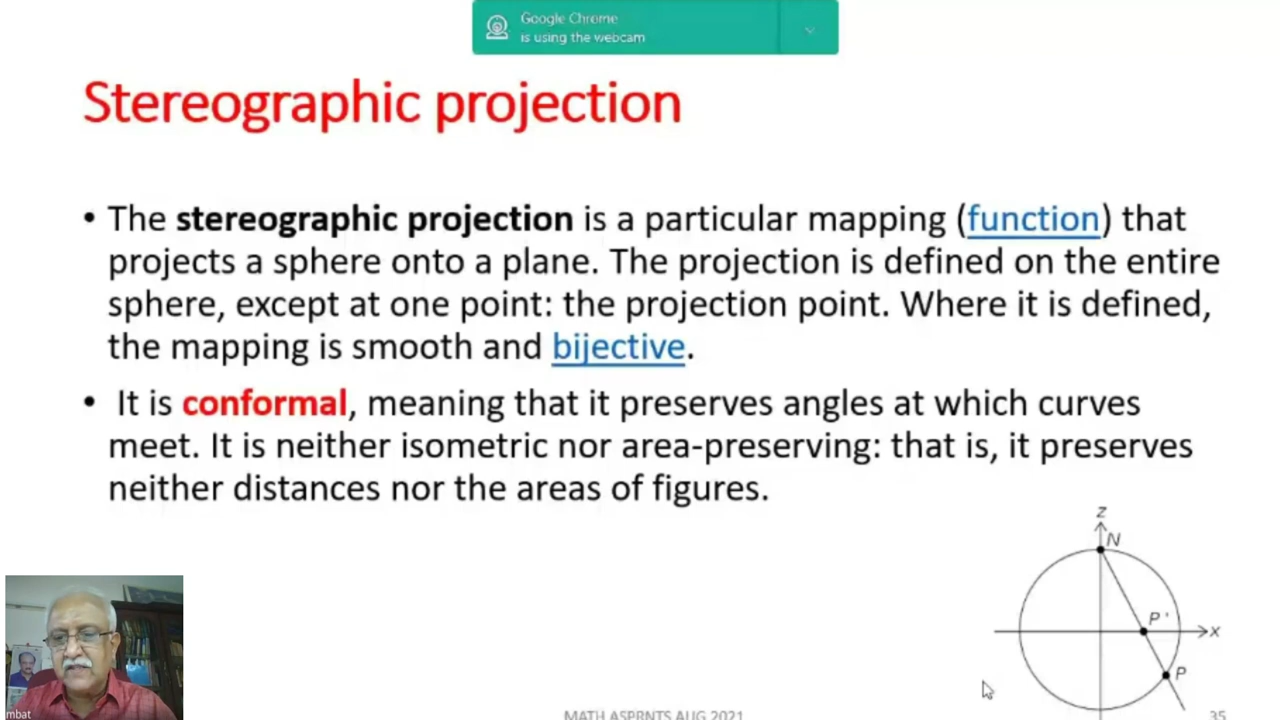 Google Chrome
is using the webcam
Stereographic projection
• The stereographic projection is a particular mapping (function) that
projects a sphere onto a plane. The projection is defined on the entire
sphere, except at one point: the projection point. Where it is defined,
the mapping is smooth and bijective.
• It is conformal, meaning that it preserves angles at which curves
meet. It is neither isometric nor area-preserving: that is, it preserves
neither distances nor the areas of figures.
z
N
P'
x
P
mbat
MATH ASPRNTS AUG 2021
35